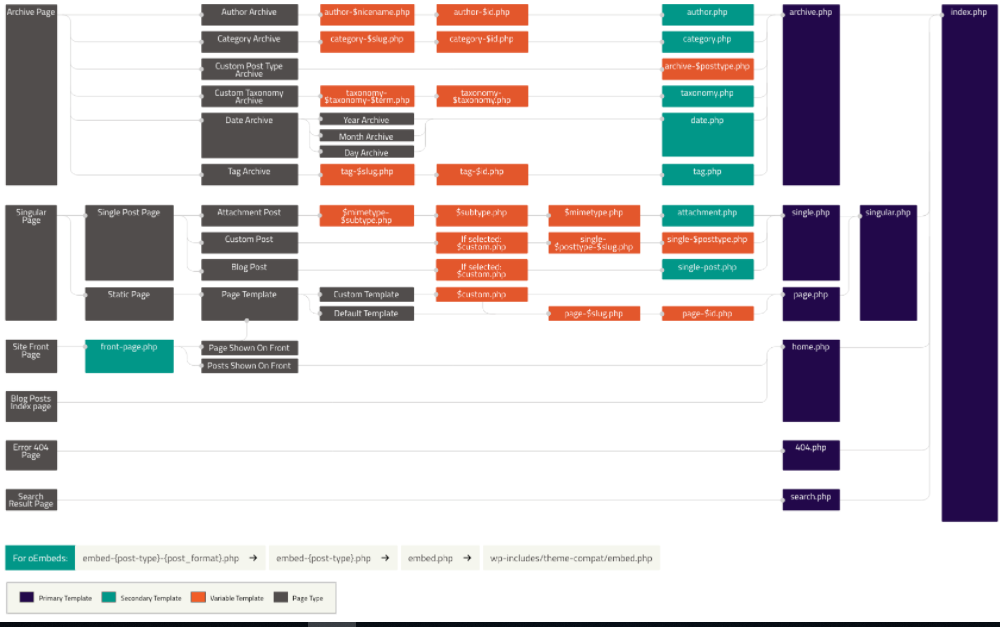 Archive Page
Author Archive
author-$nicename.php
author-$id.php
author.php
archive.php
index.php
Category Archive
category-$slug.php
category-$id.php
category.php
Custom Post Type
Archive
archive-$posttype.php
Custom Taxonomy
Archive
taxonomy-
$taxonomy-$term.php
taxonomy-
$taxonomy.php
taxonomy.php
Date Archive
Year Archive
Month Archive
Day Archive
date.php
Tag Archive
tag-$slug.php
tag-$id.php
tag.php
Singular
Page
Single Post Page
Attachment Post
$mimetype-
$subtype.php
$subtype.php
$mimetype.php
attachment.php
single.php
singular.php
Custom Post
If selected:
$custom.php
single-
$posttype-$slug.php
single-$posttype.php
Blog Post
If selected:
$custom.php
single-post.php
Static Page
Page Template
Custom Template
$custom.php
page.php
Default Template
page-$slug.php
page-$id.php
Site Front
Page
front-page.php
Page Shown On Front
Posts Shown On Front
home.php
Blog Posts
Index page
Error 404
Page
404.php
Search
Result Page
search.php
For oEmbeds:
embed-{post-type}-{post_format}.php →
embed-{post-type}.php →
embed.php →
wp-includes/theme-compat/embed.php
Primary Template
Secondary Template
Variable Template
Page Type